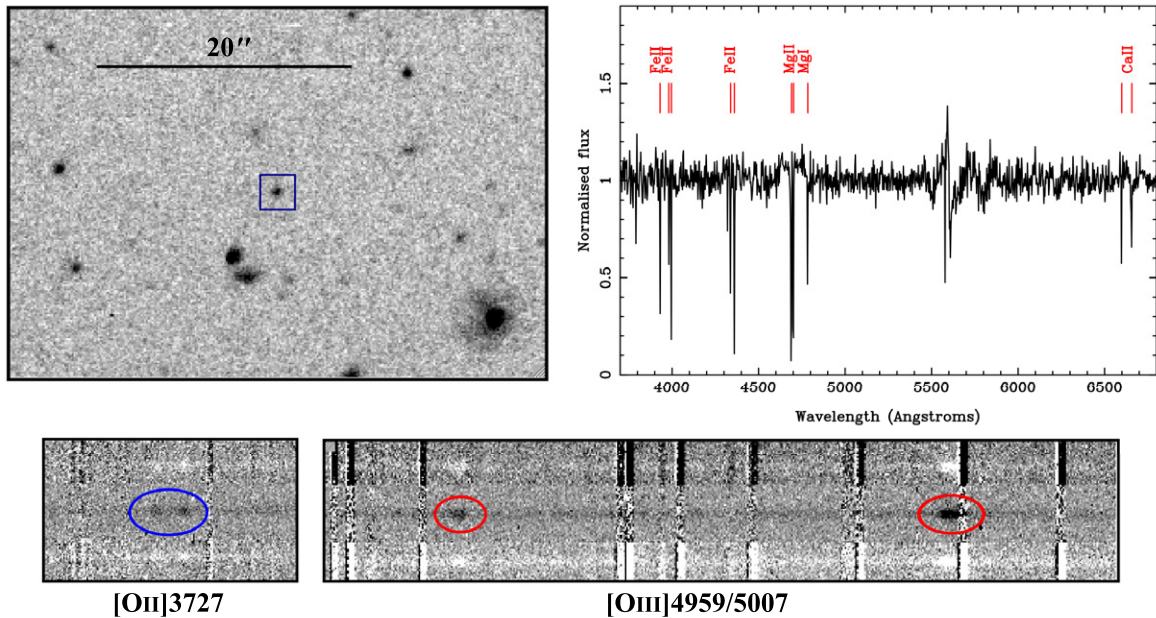 20″
FeII
FeII
FeII
MgII
MgI
CaII
1.5
1
0.5
0
Normalised flux
4000
4500
5000
5500
6000
6500
Wavelength (Angstroms)
[OII]3727
[OIII]4959/5007